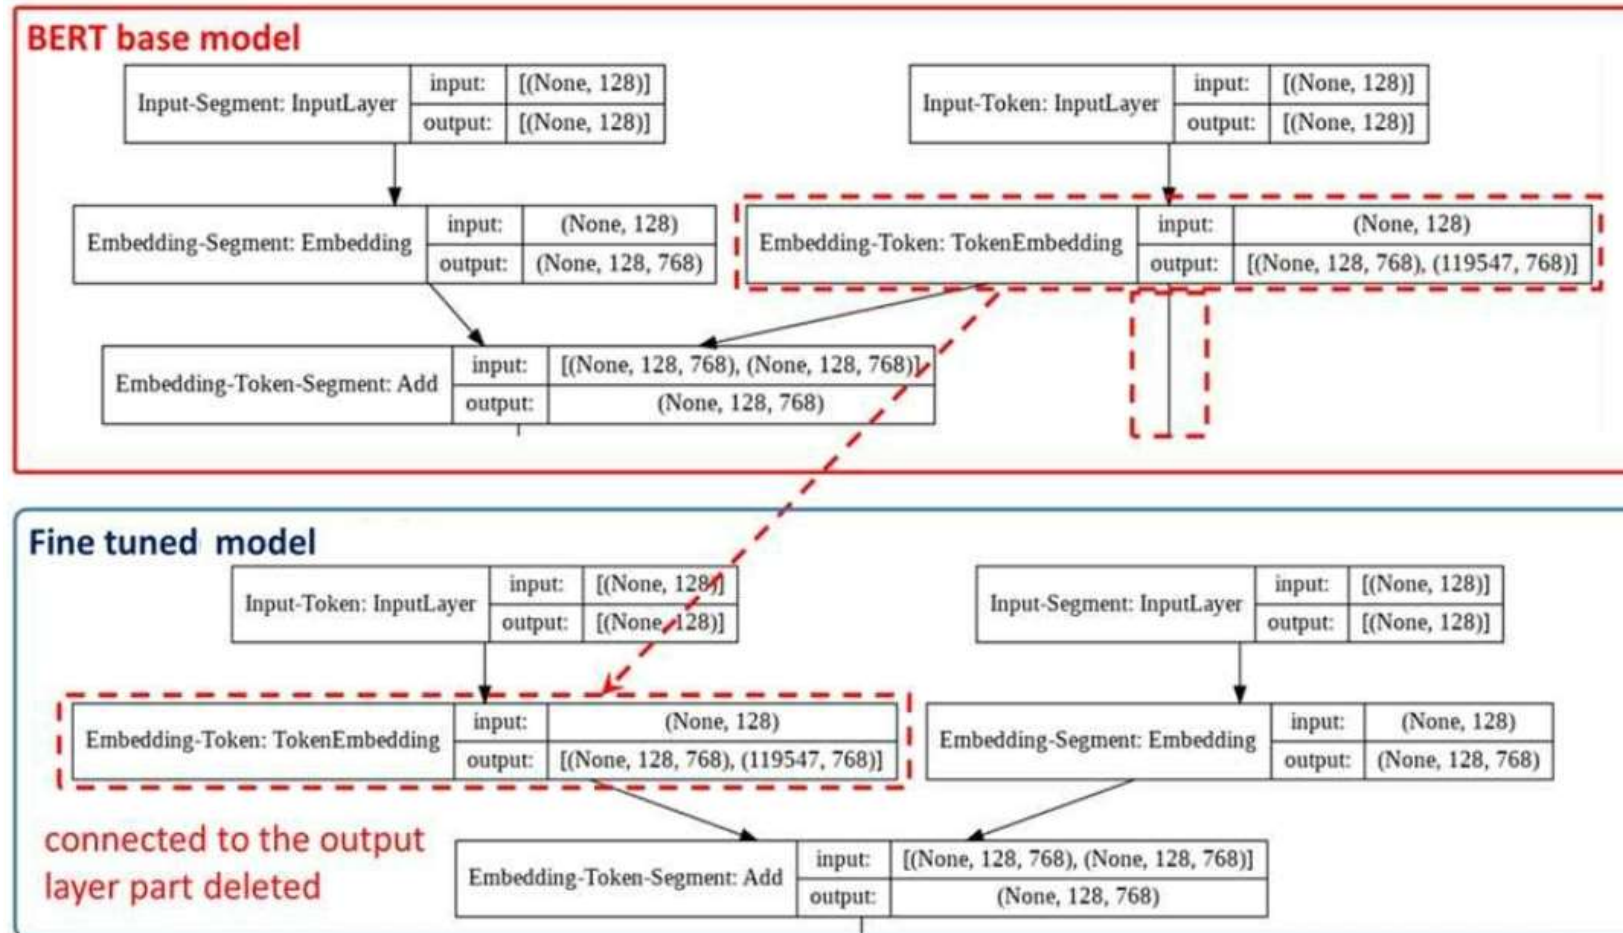 BERT base model
Input-Segment: InputLayer
input: [(None, 128)]
output: [(None, 128)]
Input-Token: InputLayer
input: [(None, 128)]
output: [(None, 128)]
Embedding-Segment: Embedding
input: (None, 128)
output: (None, 128, 768)
Embedding-Token: TokenEmbedding
input: (None, 128)
output: [(None, 128, 768), (119547, 768)]
Embedding-Token-Segment: Add
input: [(None, 128, 768), (None, 128, 768)]
output: (None, 128, 768)
Fine tuned model
Input-Token: InputLayer
input: [(None, 128)]
output: [(None, 128)]
Input-Segment: InputLayer
input: [(None, 128)]
output: [(None, 128)]
Embedding-Token: TokenEmbedding
input: (None, 128)
output: [(None, 128, 768), (119547, 768)]
Embedding-Segment: Embedding
input: (None, 128)
output: (None, 128, 768)
connected to the output
layer part deleted
Embedding-Token-Segment: Add
input: [(None, 128, 768), (None, 128, 768)]
output: (None, 128, 768)